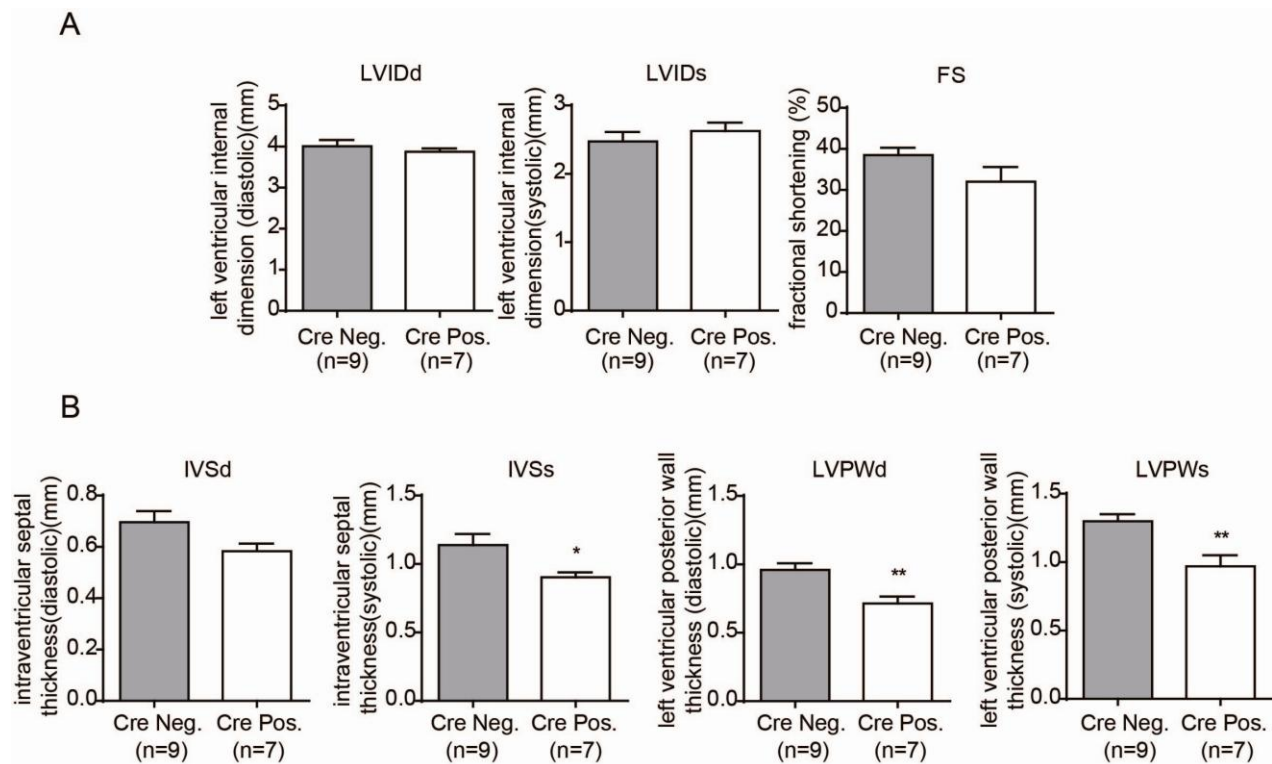 A
LVIDd
left ventricular internal
dimension (diastolic)(mm)
5
4
3
2
1
0
Cre Neg.
(n=9)
Cre Pos.
(n=7)
LVIDs
left ventricular internal
dimension(systolic)(mm)
3
2
1
0
Cre Neg.
(n=9)
Cre Pos.
(n=7)
FS
fractional shortening (%)
50
40
30
20
10
0
Cre Neg.
(n=9)
Cre Pos.
(n=7)
B
IVSd
intraventricular septal
thickness(diastolic)(mm)
0.8
0.6
0.4
0.2
0.0
Cre Neg.
(n=9)
Cre Pos.
(n=7)
IVSs
intraventricular septal
thickness(systolic)(mm)
1.5
1.0
0.5
0.0
*
Cre Neg.
(n=9)
Cre Pos.
(n=7)
LVPWd
left ventricular posterior wall
thickness (diastolic)(mm)
1.5
1.0
0.5
0.0
**
Cre Neg.
(n=9)
Cre Pos.
(n=7)
LVPWs
left ventricular posterior wall
thickness (systolic)(mm)
1.5
1.0
0.5
0.0
**
Cre Neg.
(n=9)
Cre Pos.
(n=7)